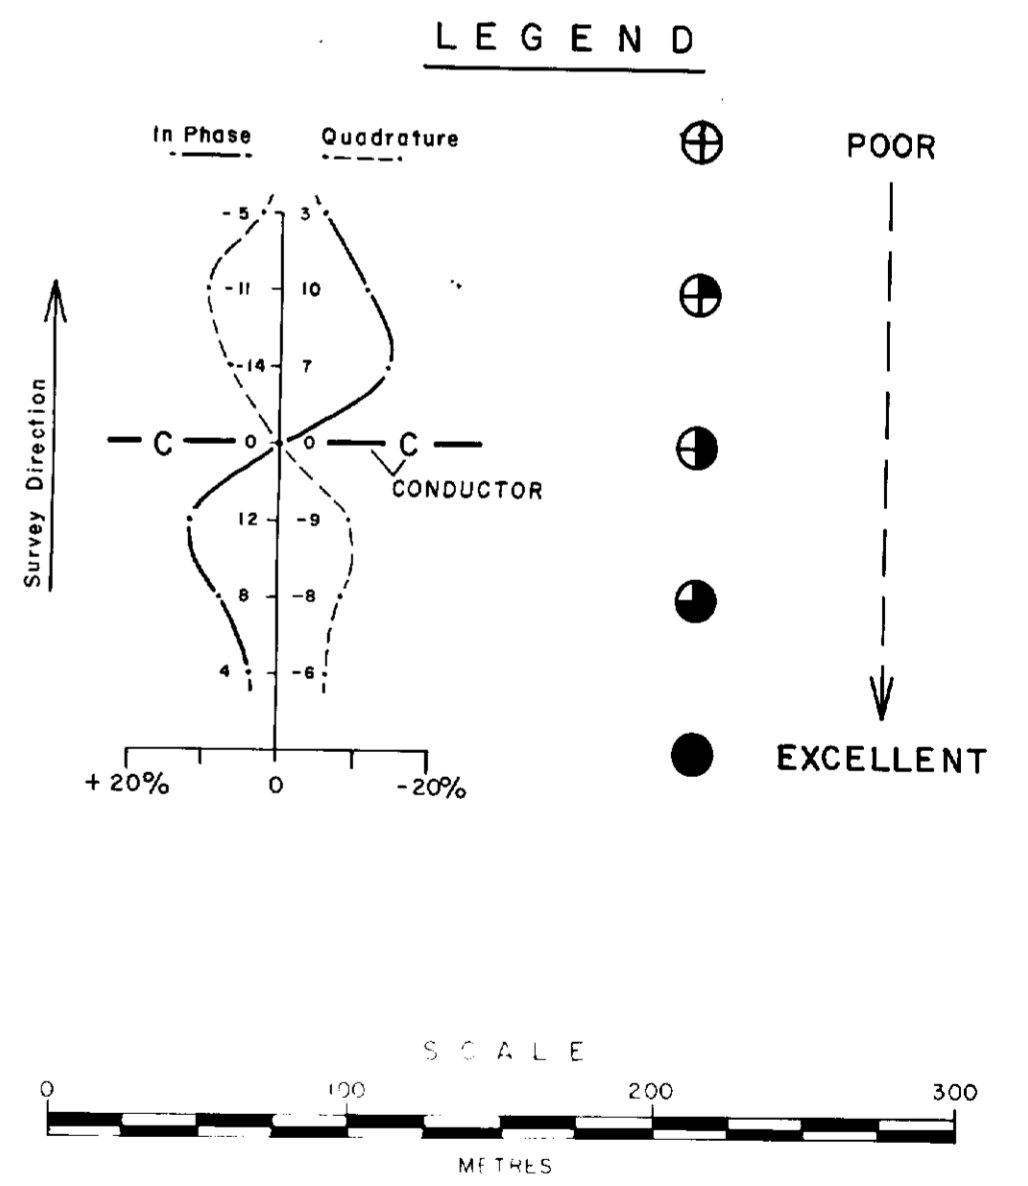 LEGEND
In Phase Quadrature
POOR
-5 3
-11 10
-14 7
C 0 0 C
CONDUCTOR
12 -9
8 -8
4 -6
Survey Direction
EXCELLENT
+20% 0 -20%
SCALE
0 100 200 300
METRES